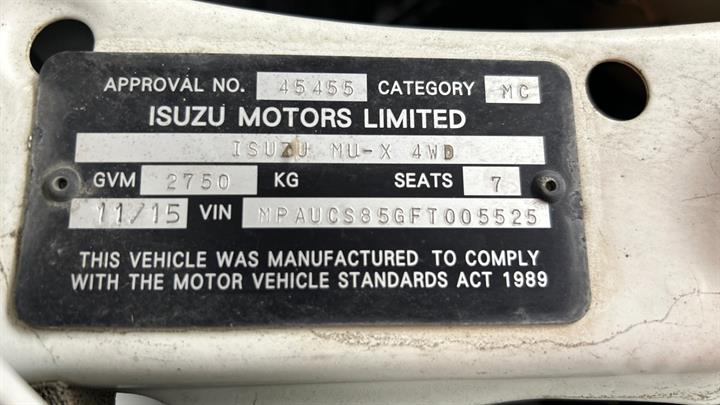 APPROVAL NO. 45455 CATEGORY MC
ISUZU MOTORS LIMITED
ISUZU MU-X 4WD
GVM 2750 KG SEATS 7
11/15 VIN MPAUCS85GFT005525
THIS VEHICLE WAS MANUFACTURED TO COMPLY
WITH THE MOTOR VEHICLE STANDARDS ACT 1989